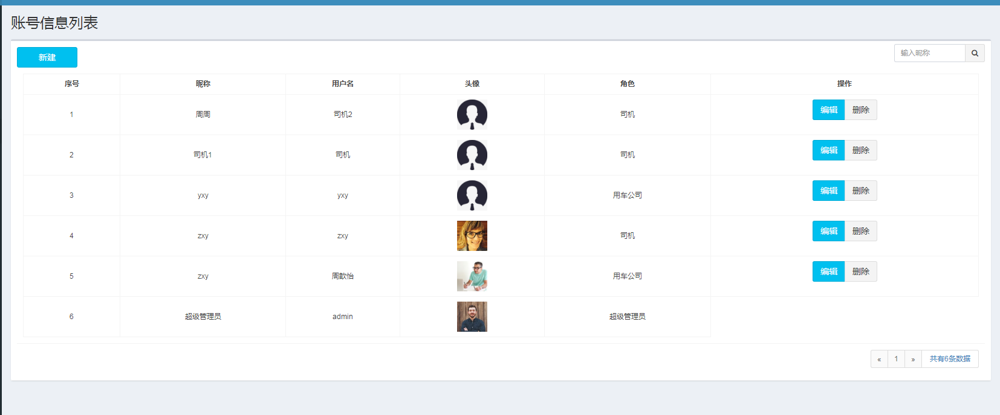 账号信息列表
新建
输入昵称
序号 昵称 用户名 头像 角色 操作
1 周周 司机2 司机 编辑 删除
2 司机1 司机 司机 编辑 删除
3 yxy yxy 用车公司 编辑 删除
4 zxy zxy 司机 编辑 删除
5 zxy 周歆怡 用车公司 编辑 删除
6 超级管理员 admin 超级管理员
« 1 » 共有6条数据